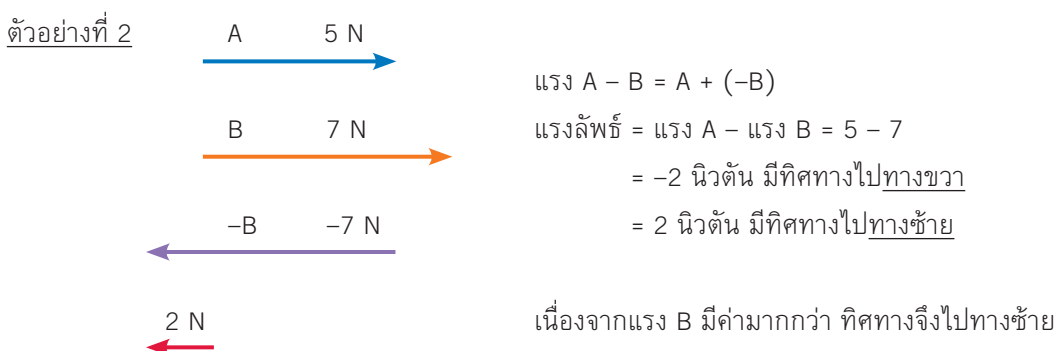 ตัวอย่างที่ 2
A 5 N
แรง A – B = A + (–B)
B 7 N
แรงลัพธ์ = แรง A – แรง B = 5 – 7
= –2 นิวตัน มีทิศทางไปทางขวา
–B –7 N
= 2 นิวตัน มีทิศทางไปทางซ้าย
2 N
เนื่องจากแรง B มีค่ามากกว่า ทิศทางจึงไปทางซ้าย